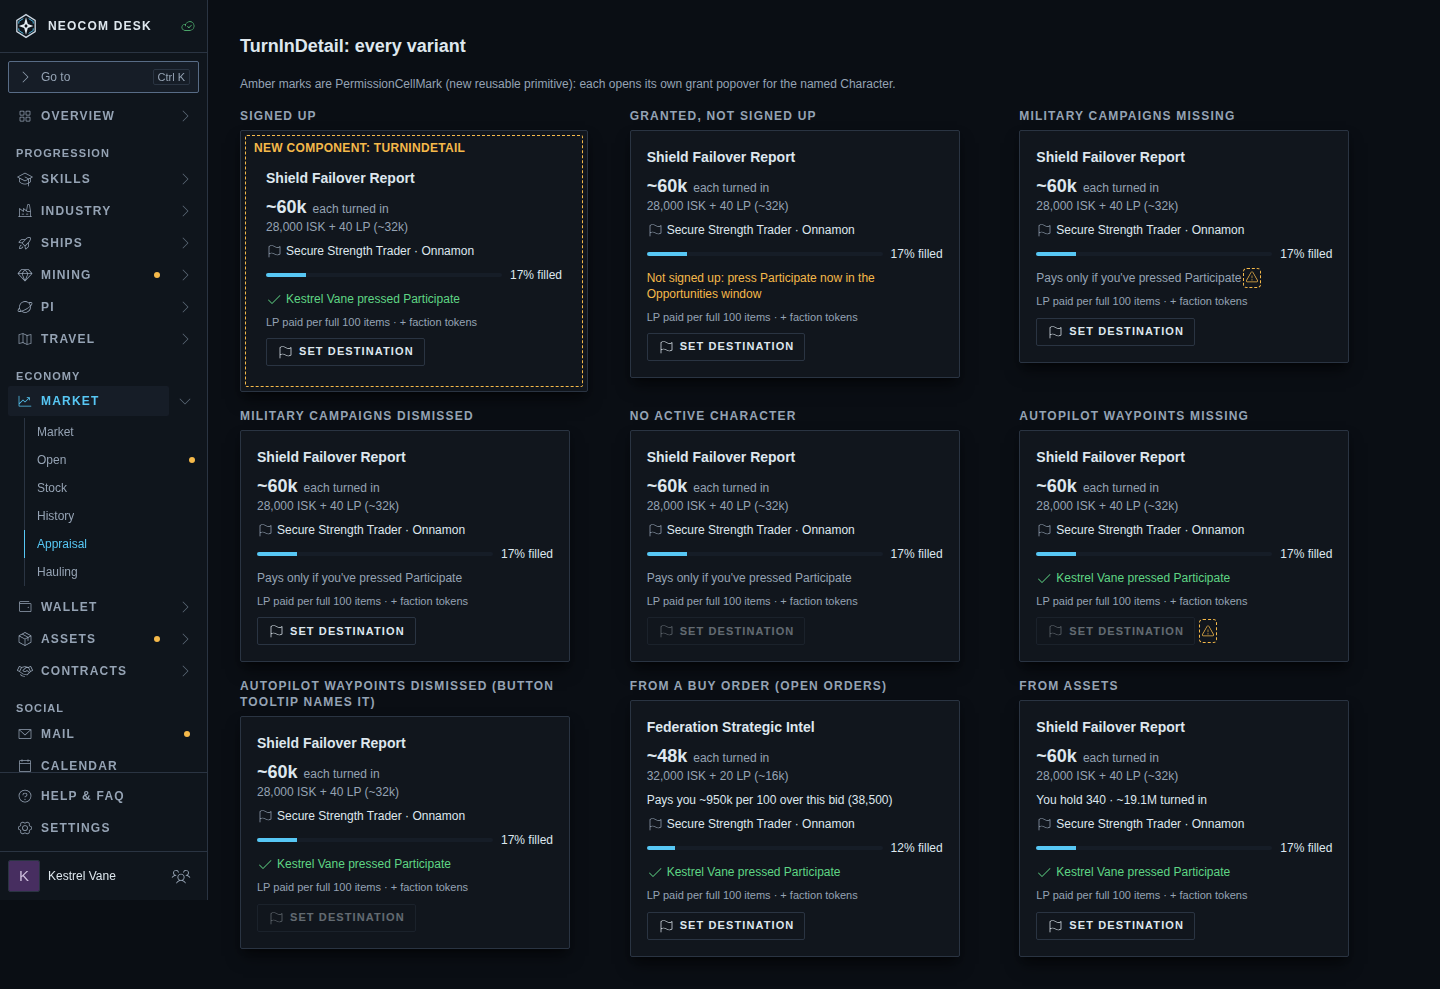 NEOCOM DESK
Go to
Ctrl K
OVERVIEW
PROGRESSION
SKILLS
INDUSTRY
SHIPS
MINING
PI
TRAVEL
ECONOMY
MARKET
Market
Open
Stock
History
Appraisal
Hauling
WALLET
ASSETS
CONTRACTS
SOCIAL
MAIL
CALENDAR
HELP & FAQ
SETTINGS
K
Kestrel Vane
TurnInDetail: every variant
Amber marks are PermissionCellMark (new reusable primitive): each opens its own grant popover for the named Character.
SIGNED UP
NEW COMPONENT: TURNINDETAIL
Shield Failover Report
~60k each turned in
28,000 ISK + 40 LP (~32k)
Secure Strength Trader · Onnamon
17% filled
Kestrel Vane pressed Participate
LP paid per full 100 items · + faction tokens
SET DESTINATION
GRANTED, NOT SIGNED UP
Shield Failover Report
~60k each turned in
28,000 ISK + 40 LP (~32k)
Secure Strength Trader · Onnamon
17% filled
Not signed up: press Participate now in the
Opportunities window
LP paid per full 100 items · + faction tokens
SET DESTINATION
MILITARY CAMPAIGNS MISSING
Shield Failover Report
~60k each turned in
28,000 ISK + 40 LP (~32k)
Secure Strength Trader · Onnamon
17% filled
Pays only if you've pressed Participate
LP paid per full 100 items · + faction tokens
SET DESTINATION
MILITARY CAMPAIGNS DISMISSED
Shield Failover Report
~60k each turned in
28,000 ISK + 40 LP (~32k)
Secure Strength Trader · Onnamon
17% filled
Pays only if you've pressed Participate
LP paid per full 100 items · + faction tokens
SET DESTINATION
NO ACTIVE CHARACTER
Shield Failover Report
~60k each turned in
28,000 ISK + 40 LP (~32k)
Secure Strength Trader · Onnamon
17% filled
Pays only if you've pressed Participate
LP paid per full 100 items · + faction tokens
SET DESTINATION
AUTOPILOT WAYPOINTS MISSING
Shield Failover Report
~60k each turned in
28,000 ISK + 40 LP (~32k)
Secure Strength Trader · Onnamon
17% filled
Kestrel Vane pressed Participate
LP paid per full 100 items · + faction tokens
SET DESTINATION
AUTOPILOT WAYPOINTS DISMISSED (BUTTON
TOOLTIP NAMES IT)
Shield Failover Report
~60k each turned in
28,000 ISK + 40 LP (~32k)
Secure Strength Trader · Onnamon
17% filled
Kestrel Vane pressed Participate
LP paid per full 100 items · + faction tokens
SET DESTINATION
FROM A BUY ORDER (OPEN ORDERS)
Federation Strategic Intel
~48k each turned in
32,000 ISK + 20 LP (~16k)
Pays you ~950k per 100 over this bid (38,500)
Secure Strength Trader · Onnamon
12% filled
Kestrel Vane pressed Participate
LP paid per full 100 items · + faction tokens
SET DESTINATION
FROM ASSETS
Shield Failover Report
~60k each turned in
28,000 ISK + 40 LP (~32k)
You hold 340 · ~19.1M turned in
Secure Strength Trader · Onnamon
17% filled
Kestrel Vane pressed Participate
LP paid per full 100 items · + faction tokens
SET DESTINATION